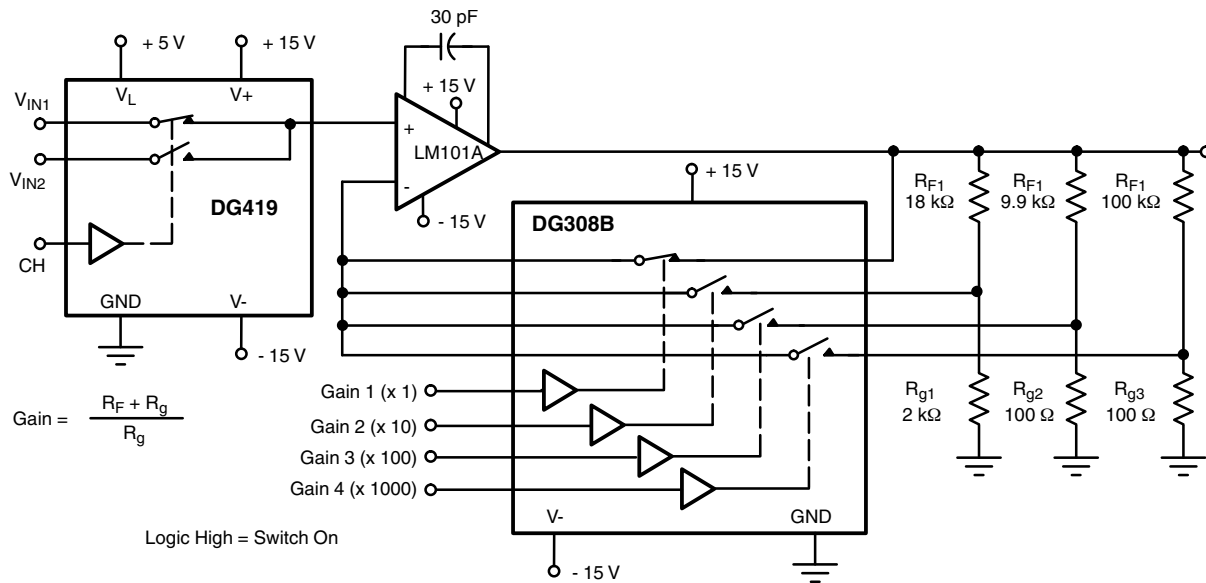 30 pF
+ 5 V
+ 15 V
+ 15 V
VIN1
VL
V+
+
LM101A
-
VIN2
- 15 V
DG419
CH
GND
V-
- 15 V
+ 15 V
DG308B
RF1
18 kΩ
RF1
9.9 kΩ
RF1
100 kΩ
Rg1
2 kΩ
Rg2
100 Ω
Rg3
100 Ω
Gain 1 (x 1)
Gain 2 (x 10)
Gain 3 (x 100)
Gain 4 (x 1000)
Gain =
RF + Rg
Rg
Logic High = Switch On
V-
GND
- 15 V